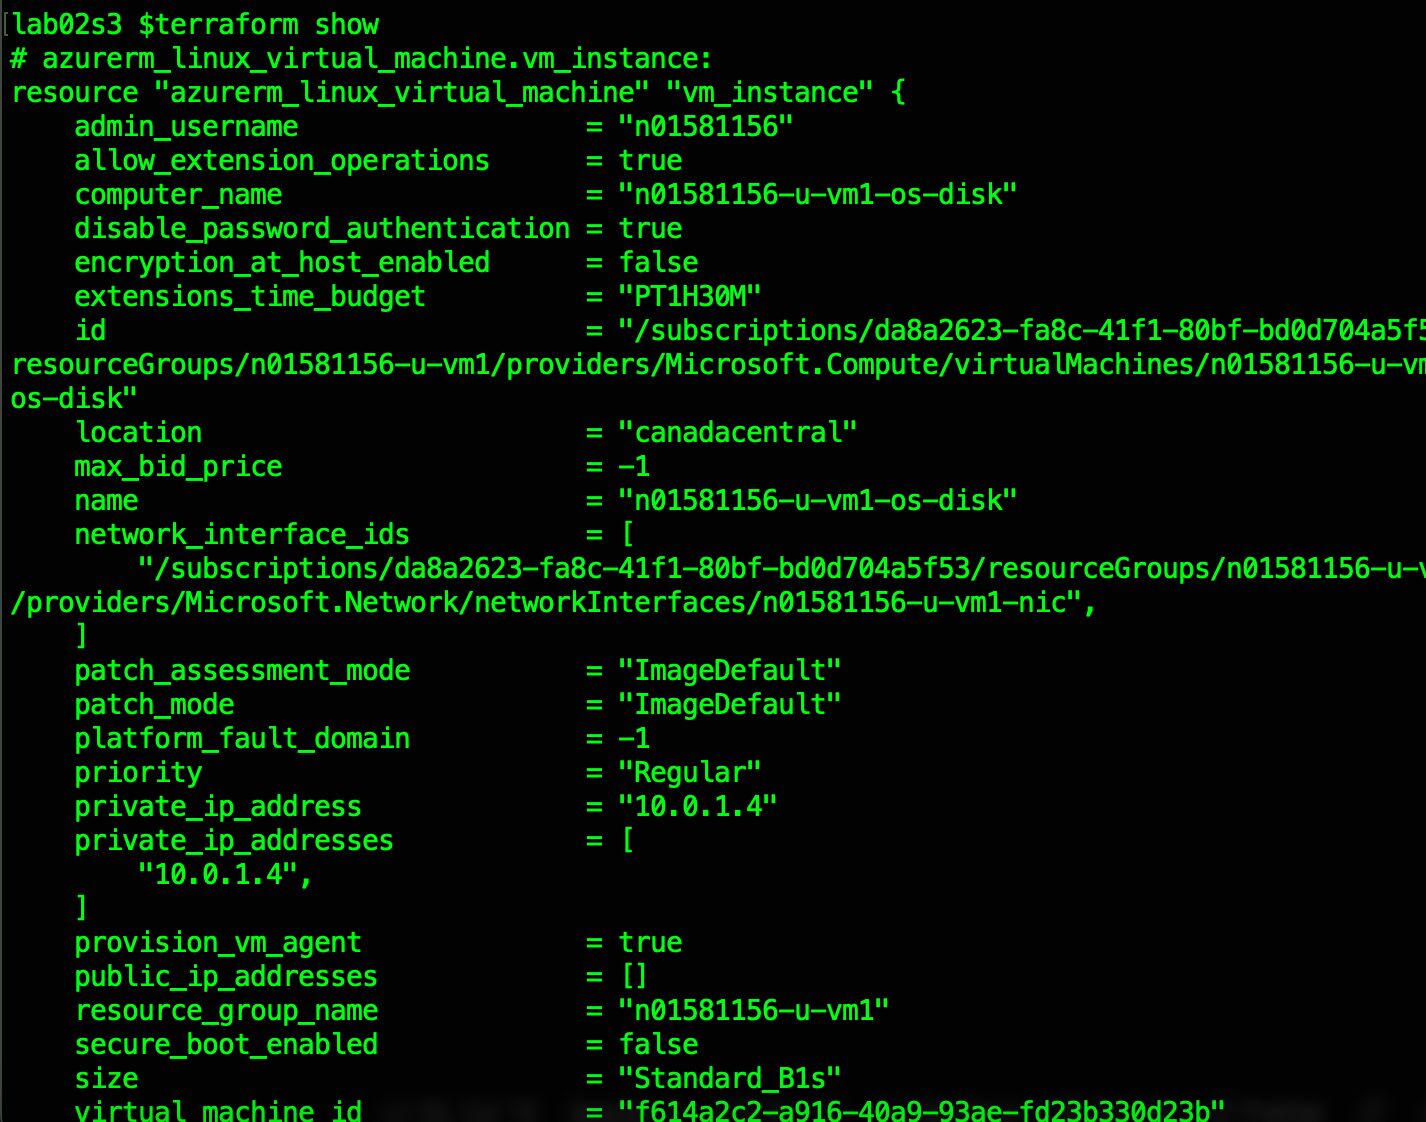 [lab02s3 $terraform show
# azurerm_linux_virtual_machine.vm_instance:
resource "azurerm_linux_virtual_machine" "vm_instance" {
    admin_username                  = "n01581156"
    allow_extension_operations      = true
    computer_name                   = "n01581156-u-vm1-os-disk"
    disable_password_authentication = true
    encryption_at_host_enabled      = false
    extensions_time_budget          = "PT1H30M"
    id                              = "/subscriptions/da8a2623-fa8c-41f1-80bf-bd0d704a5f5
resourceGroups/n01581156-u-vm1/providers/Microsoft.Compute/virtualMachines/n01581156-u-vm
os-disk"
    location                        = "canadacentral"
    max_bid_price                   = -1
    name                            = "n01581156-u-vm1-os-disk"
    network_interface_ids           = [
        "/subscriptions/da8a2623-fa8c-41f1-80bf-bd0d704a5f53/resourceGroups/n01581156-u-v
/providers/Microsoft.Network/networkInterfaces/n01581156-u-vm1-nic",
    ]
    patch_assessment_mode           = "ImageDefault"
    patch_mode                      = "ImageDefault"
    platform_fault_domain           = -1
    priority                        = "Regular"
    private_ip_address              = "10.0.1.4"
    private_ip_addresses            = [
        "10.0.1.4",
    ]
    provision_vm_agent              = true
    public_ip_addresses             = []
    resource_group_name             = "n01581156-u-vm1"
    secure_boot_enabled             = false
    size                            = "Standard_B1s"
    virtual_machine_id              = "f614a2c2-a916-40a9-93ae-fd23b330d23b"